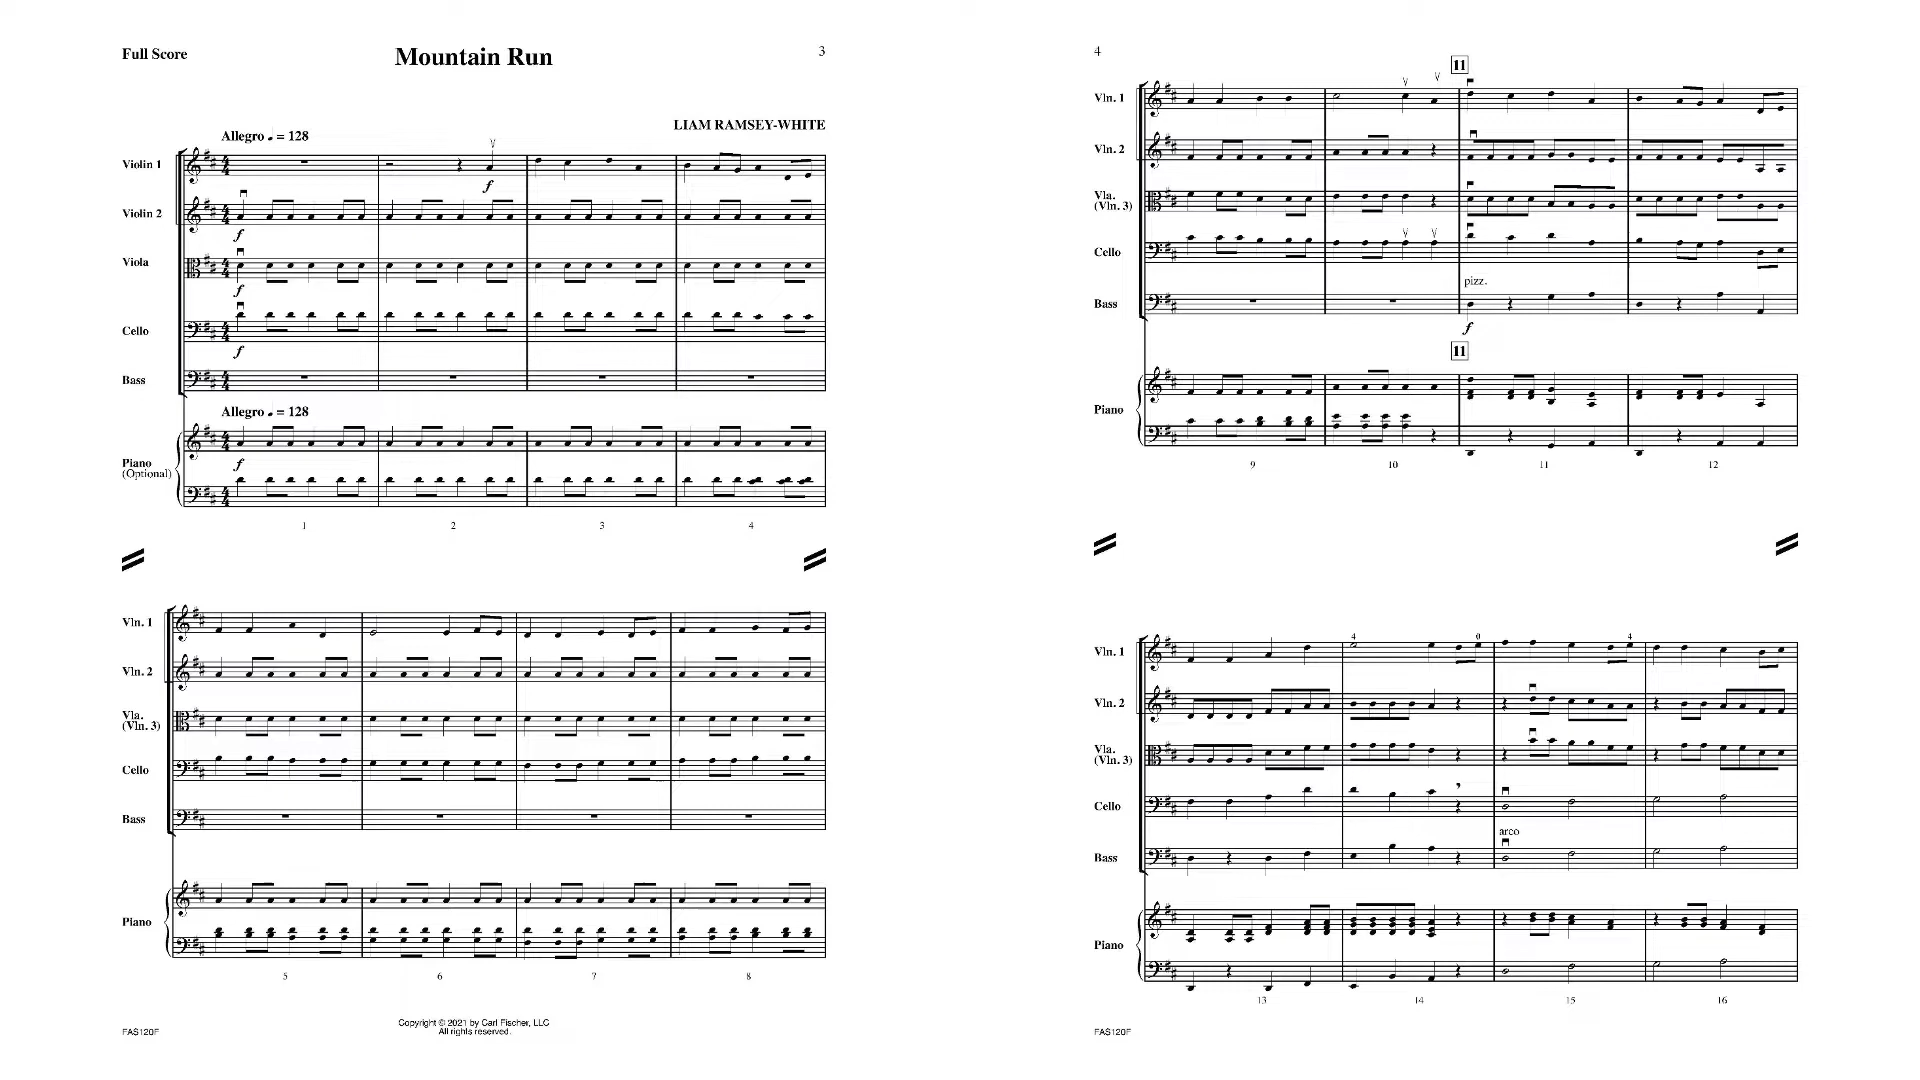 Full Score
Mountain Run
3
LIAM RAMSEY-WHITE
Allegro ♩ = 128
Violin 1
f
Violin 2
f
Viola
f
Cello
f
Bass
Allegro ♩ = 128
Piano
(Optional)
f
1 2 3 4
Vln. 1
Vln. 2
Vla.
(Vln. 3)
Cello
Bass
Piano
5 6 7 8
Copyright © 2021 by Carl Fischer, LLC
All rights reserved.
FAS120F
4
11
Vln. 1
Vln. 2
Vla.
(Vln. 3)
Cello
pizz.
Bass
f
11
Piano
9 10 11 12
4 0 4
Vln. 1
Vln. 2
Vla.
(Vln. 3)
Cello
arco
Bass
Piano
13 14 15 16
FAS120F